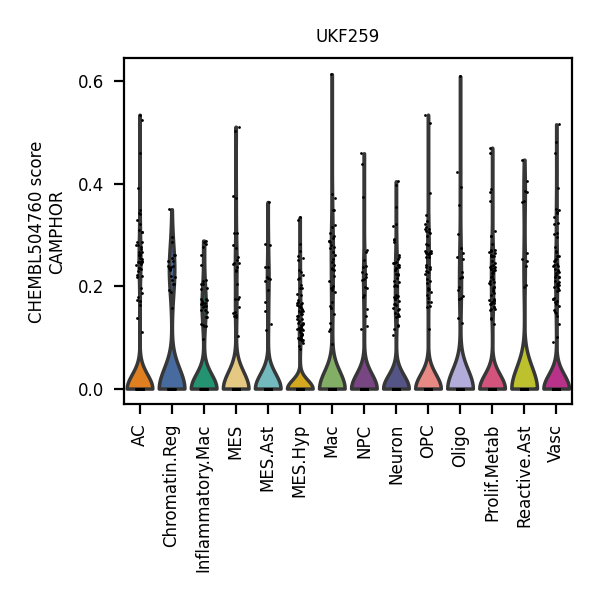 UKF259
CHEMBL504760 score
CAMPHOR
0.6
0.4
0.2
0.0
AC
Chromatin.Reg
Inflammatory.Mac
MES
MES.Ast
MES.Hyp
Mac
NPC
Neuron
OPC
Oligo
Prolif.Metab
Reactive.Ast
Vasc